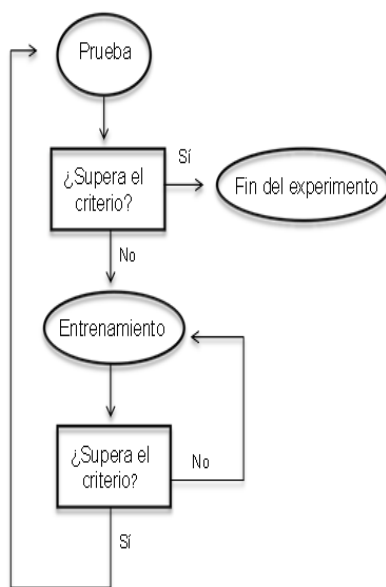 Prueba
¿Supera el
criterio?
Sí
Fin del experimento
No
Entrenamiento
¿Supera el
criterio?
No
Sí